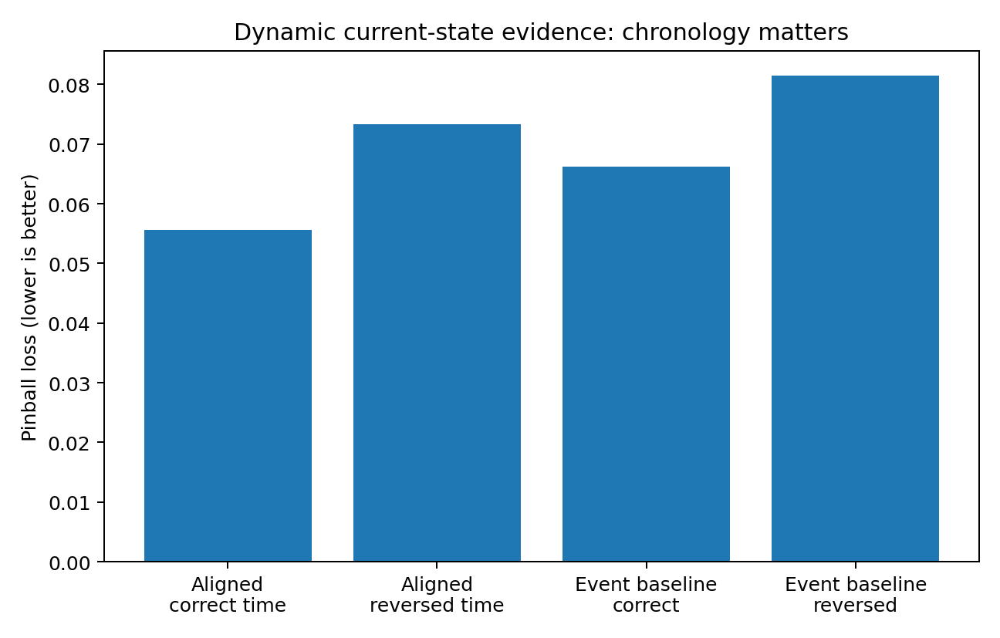 Dynamic current-state evidence: chronology matters
Pinball loss (lower is better)
0.08
0.07
0.06
0.05
0.04
0.03
0.02
0.01
0.00
Aligned
correct time
Aligned
reversed time
Event baseline
correct
Event baseline
reversed